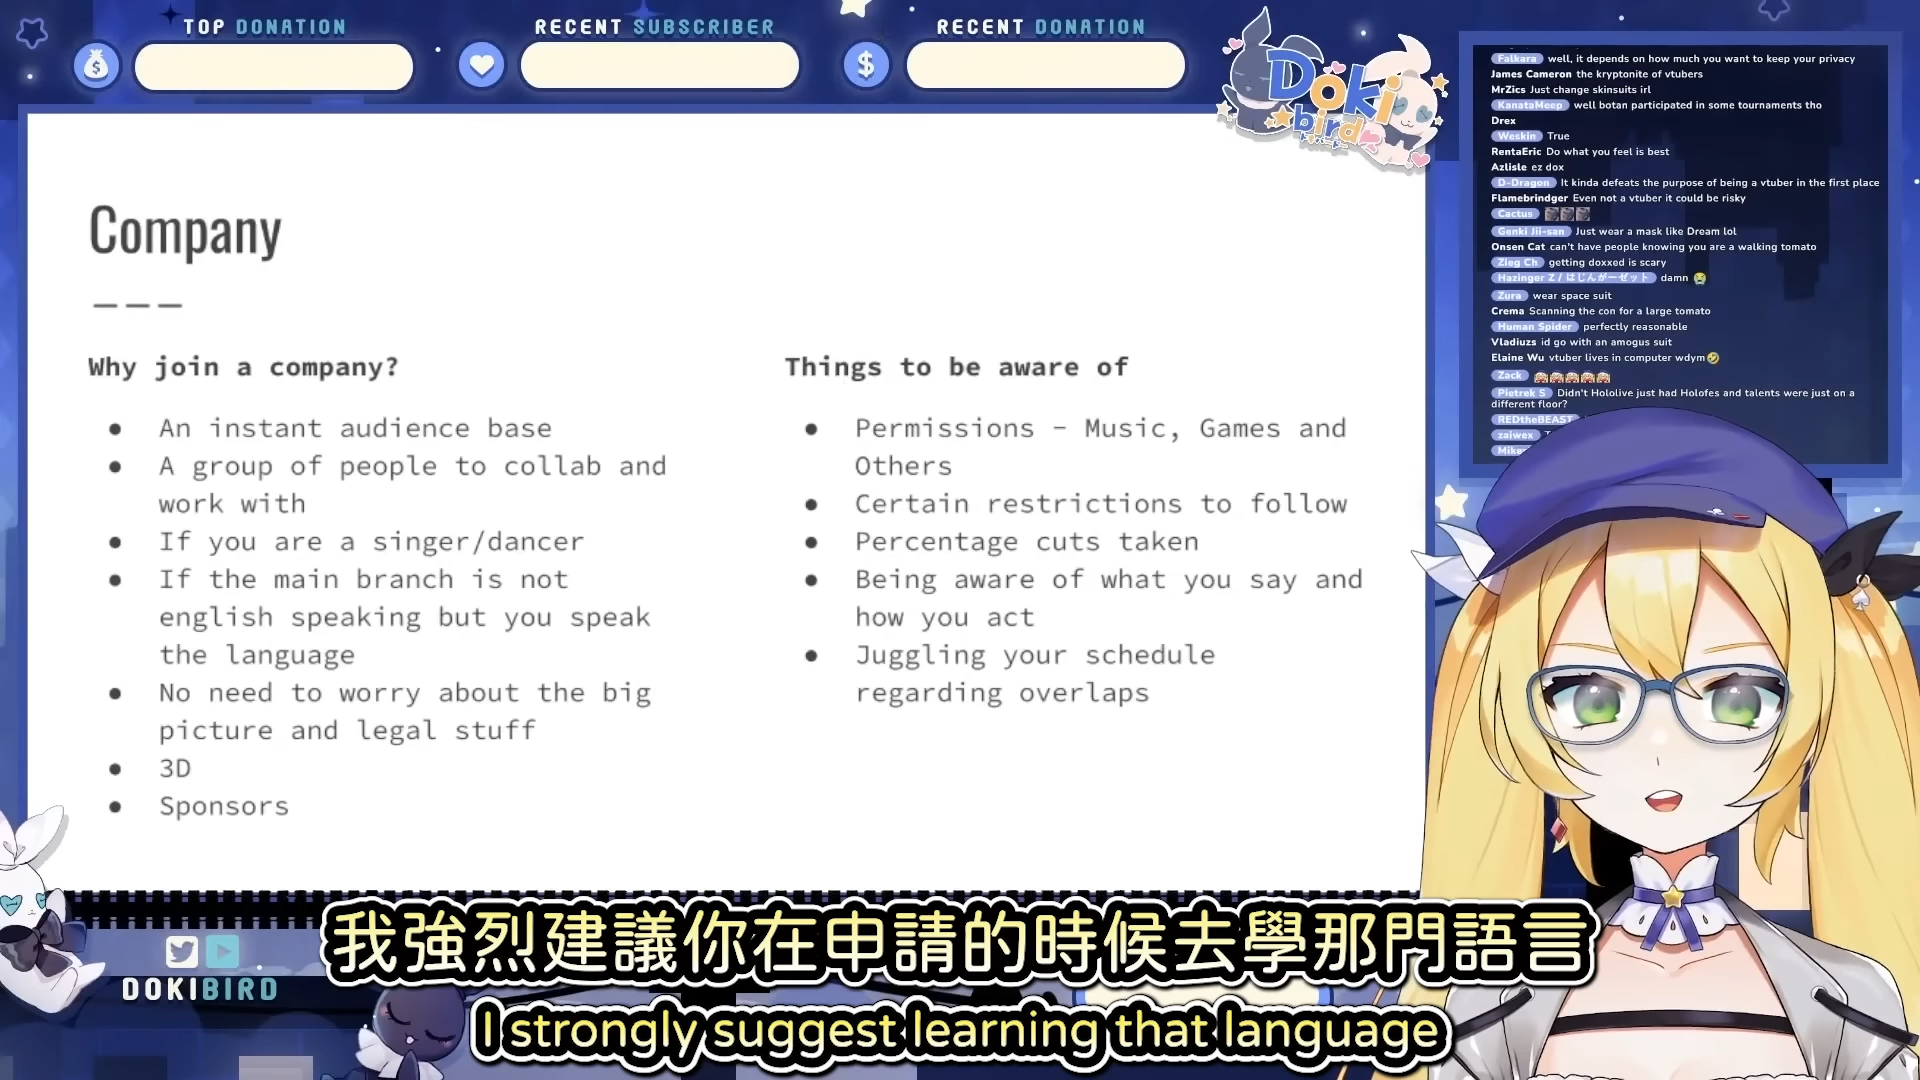 TOP DONATION
RECENT SUBSCRIBER
RECENT DONATION
Doki
bird
Company
Why join a company?
● An instant audience base
● A group of people to collab and
work with
● If you are a singer/dancer
● If the main branch is not
english speaking but you speak
the language
● No need to worry about the big
picture and legal stuff
● 3D
● Sponsors
Things to be aware of
● Permissions - Music, Games and
Others
● Certain restrictions to follow
● Percentage cuts taken
● Being aware of what you say and
how you act
● Juggling your schedule
regarding overlaps
Falkara well, it depends on how much you want to keep your privacy
James Cameron the kryptonite of vtubers
MrZics Just change skinsuits irl
KanataMeep well botan participated in some tournaments tho
Drex
Weskin True
RentaEric Do what you feel is best
Azlisle ez dox
D-Dragon It kinda defeats the purpose of being a vtuber in the first place
Flamebrindger Even not a vtuber it could be risky
Cactus
Genki Jii-san Just wear a mask like Dream lol
Onsen Cat can't have people knowing you are a walking tomato
Zieg Ch getting doxxed is scary
Hazinger Z / はじんがーゼット damn 😭
Zura wear space suit
Crema Scanning the con for a large tomato
Human Spider perfectly reasonable
Vladiuzs id go with an amogus suit
Elaine Wu vtuber lives in computer wdym🤣
Zack
Pietrek S Didn't Hololive just had Holofes and talents were just on a
different floor?
REDtheBEAST
zaiwex
DOKIBIRD
我強烈建議你在申請的時候去學那門語言
I strongly suggest learning that language